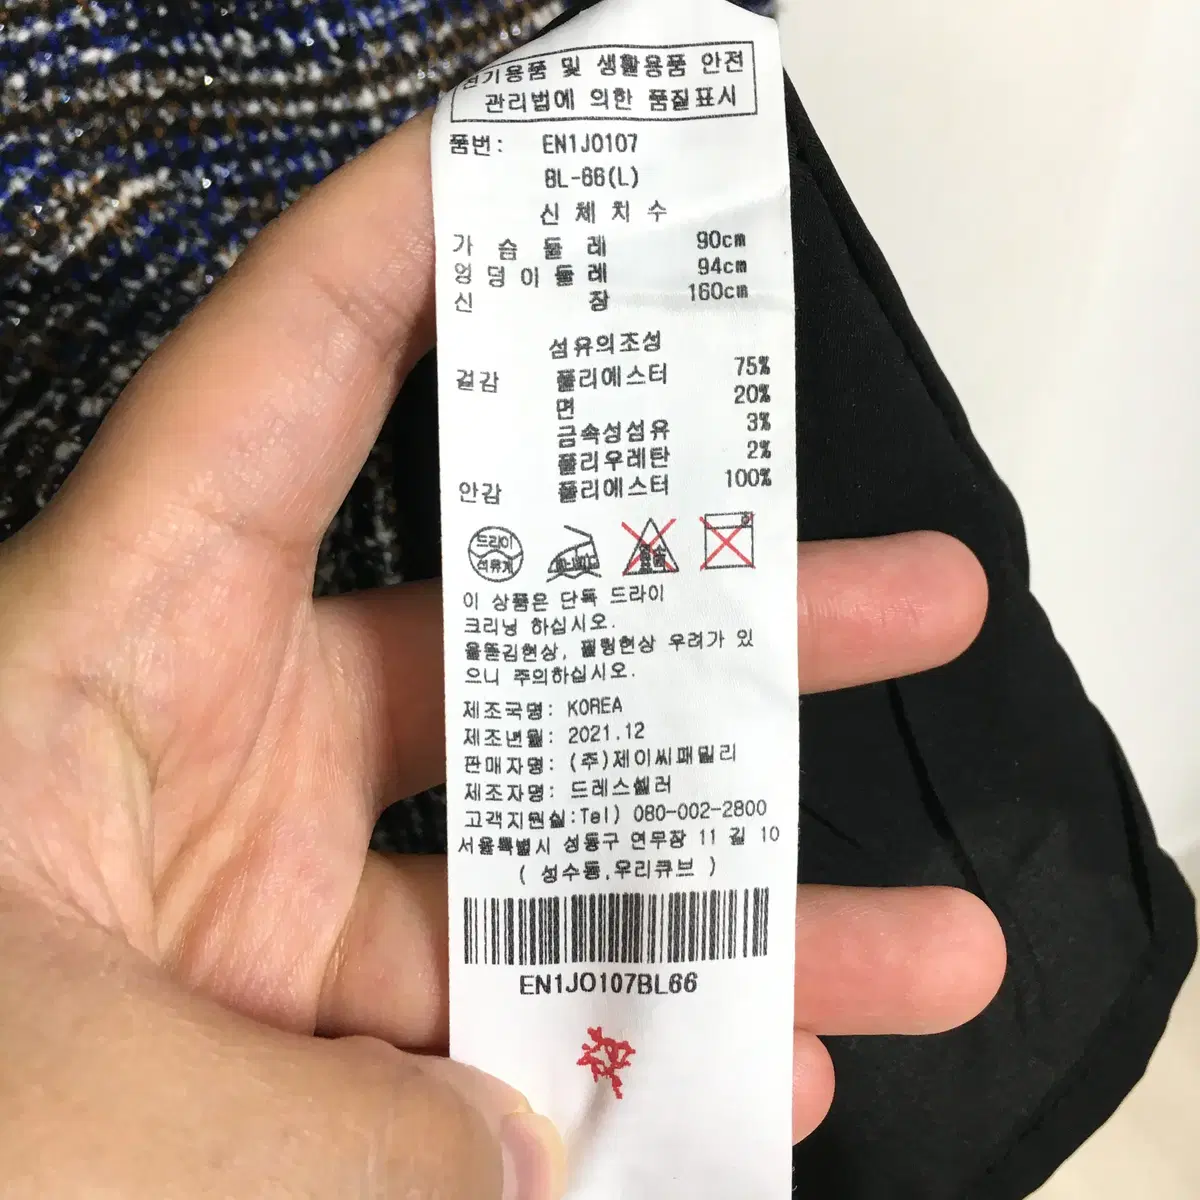 전기용품 및 생활용품 안전
관리법에 의한 품질표시
품번: EN1JO107
BL-66(L)
신체치수
가슴둘레 90cm
엉덩이둘레 94cm
신장 160cm
섬유의조성
겉감 폴리에스터 75%
면 20%
금속성섬유 3%
폴리우레탄 2%
안감 폴리에스터 100%
드라이
석유계
이 상품은 단독 드라이
크리닝 하십시오.
올뜯김현상, 필링현상 우려가 있
으니 주의하십시오.
제조국명: KOREA
제조년월: 2021.12
판매자명: (주)제이씨패밀리
제조자명: 드레스쎌러
고객지원실:Tel) 080-002-2800
서울특별시 성동구 연무장 11 길 10
( 성수동,우리큐브 )
EN1JO107BL66